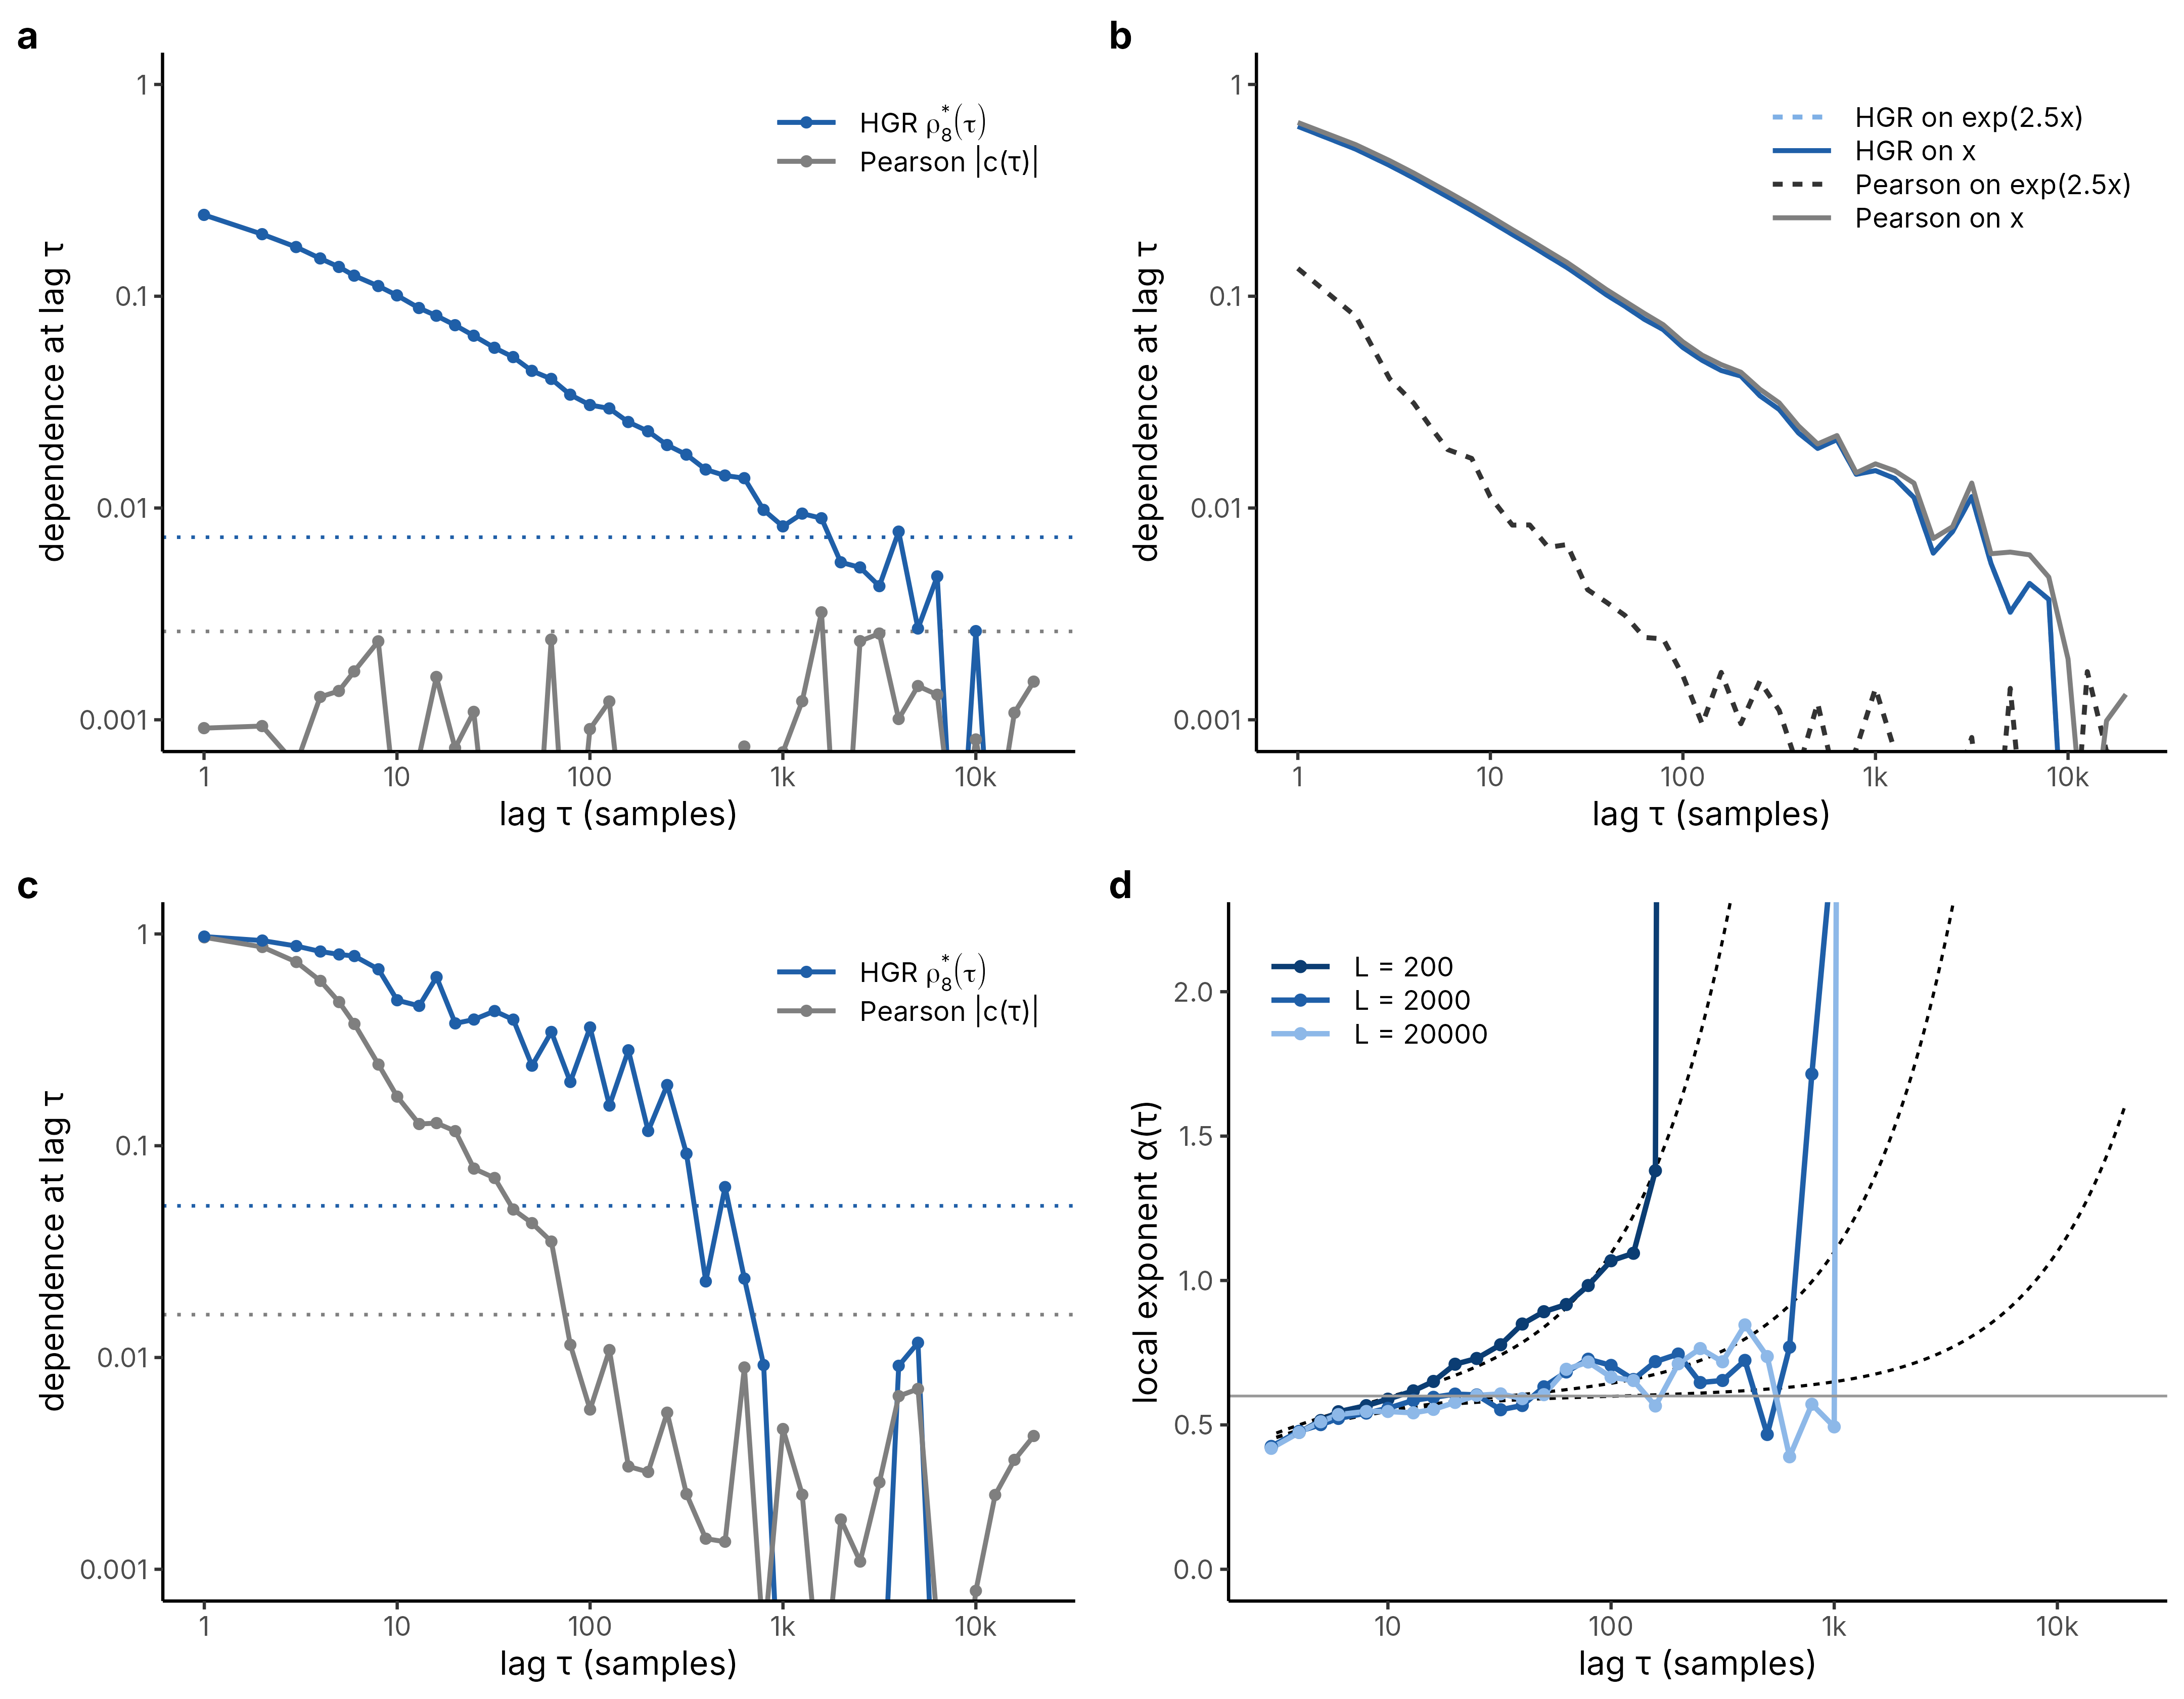 a
dependence at lag τ
1
0.1
0.01
0.001
HGR ρ*8(τ)
Pearson |c(τ)|
1 10 100 1k 10k
lag τ (samples)
b
dependence at lag τ
1
0.1
0.01
0.001
HGR on exp(2.5x)
HGR on x
Pearson on exp(2.5x)
Pearson on x
1 10 100 1k 10k
lag τ (samples)
c
dependence at lag τ
1
0.1
0.01
0.001
HGR ρ*8(τ)
Pearson |c(τ)|
1 10 100 1k 10k
lag τ (samples)
d
local exponent α(τ)
2.0
1.5
1.0
0.5
0.0
L = 200
L = 2000
L = 20000
10 100 1k 10k
lag τ (samples)